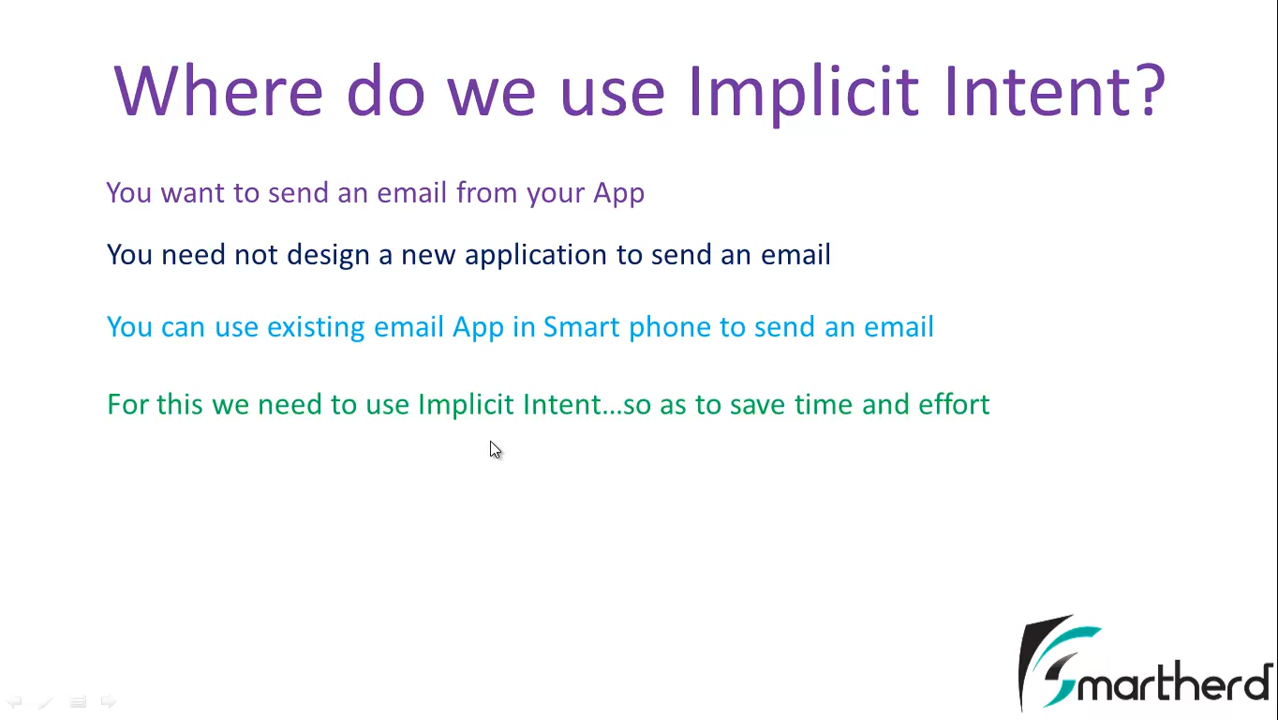 Where do we use Implicit Intent?
You want to send an email from your App
You need not design a new application to send an email
You can use existing email App in Smart phone to send an email
For this we need to use Implicit Intent...so as to save time and effort
Smartherd